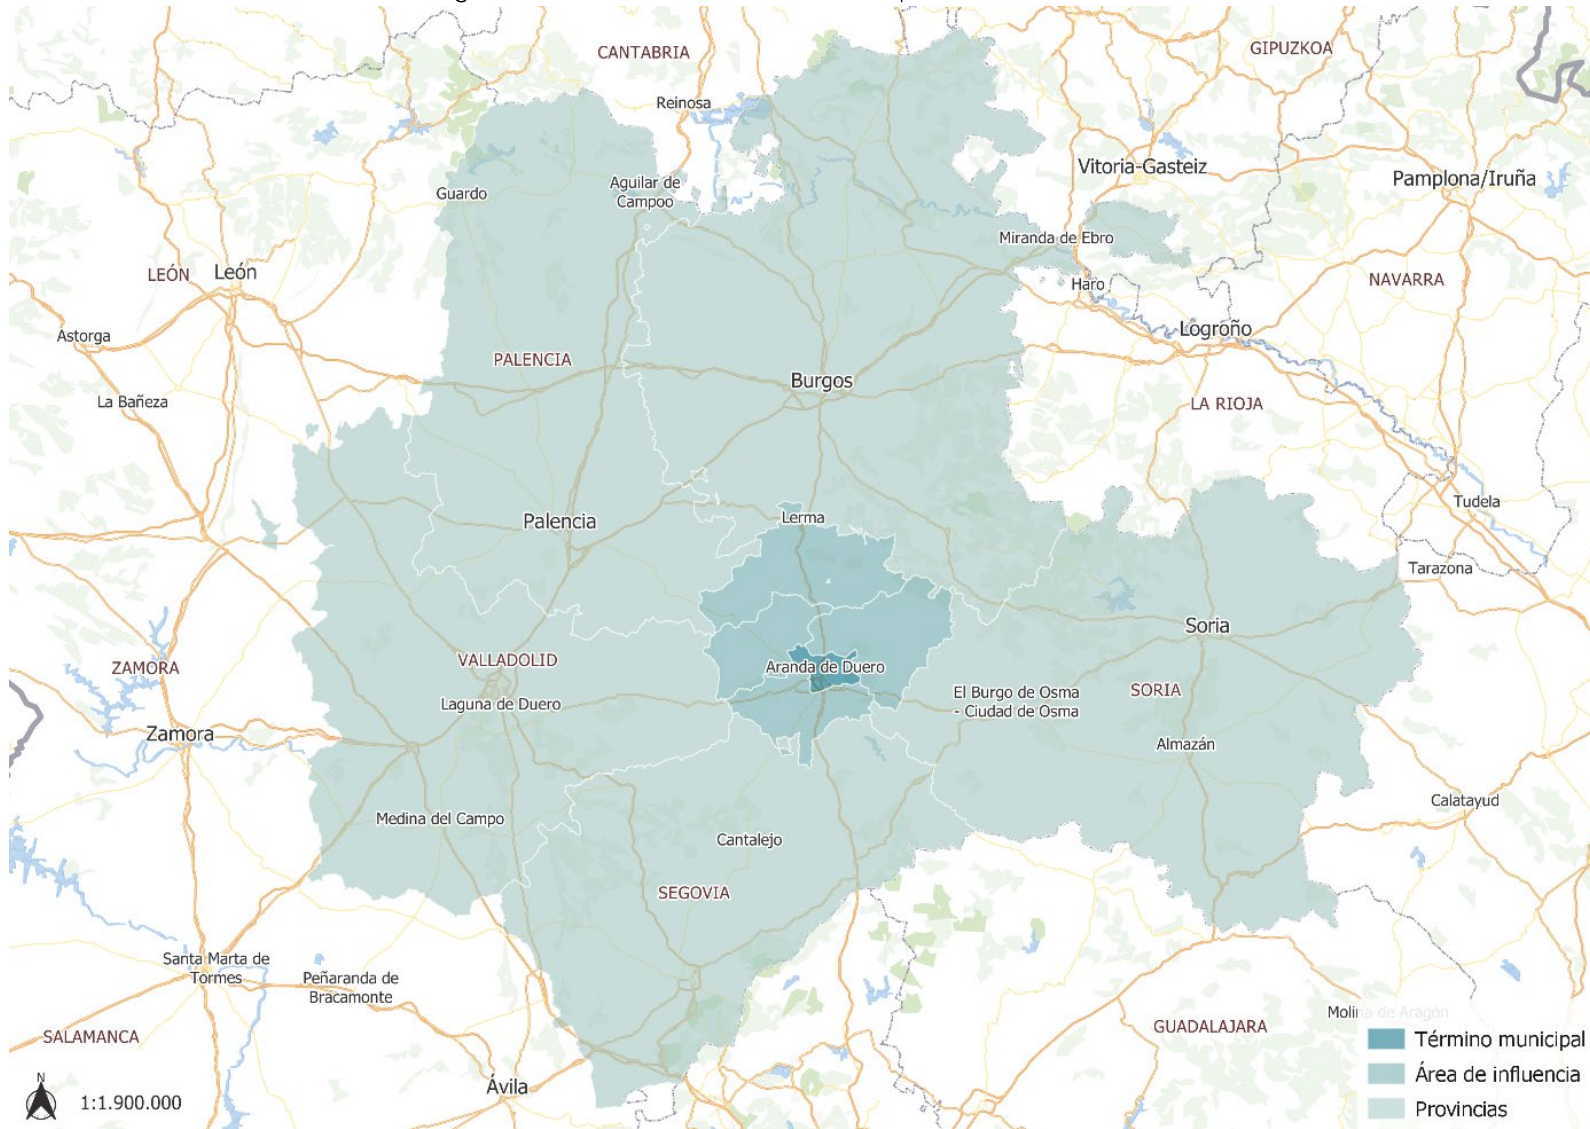 CANTABRIA
GIPUZKOA
Reinosa
Vitoria-Gasteiz
Pamplona/Iruña
Guardo
Aguilar de
Campoo
Miranda de Ebro
LEÓN
León
NAVARRA
Haro
Astorga
Logroño
PALENCIA
Burgos
La Bañeza
LA RIOJA
Tudela
Palencia
Lerma
Tarazona
Soria
ZAMORA
VALLADOLID
Aranda de Duero
Laguna de Duero
El Burgo de Osma
- Ciudad de Osma
SORIA
Zamora
Almazán
Calatayud
Medina del Campo
Cantalejo
SEGOVIA
Santa Marta de
Tormes
Peñaranda de
Bracamonte
Molina de Aragón
SALAMANCA
GUADALAJARA
Término municipal
Área de influencia
Provincias
Ávila
N
1:1.900.000